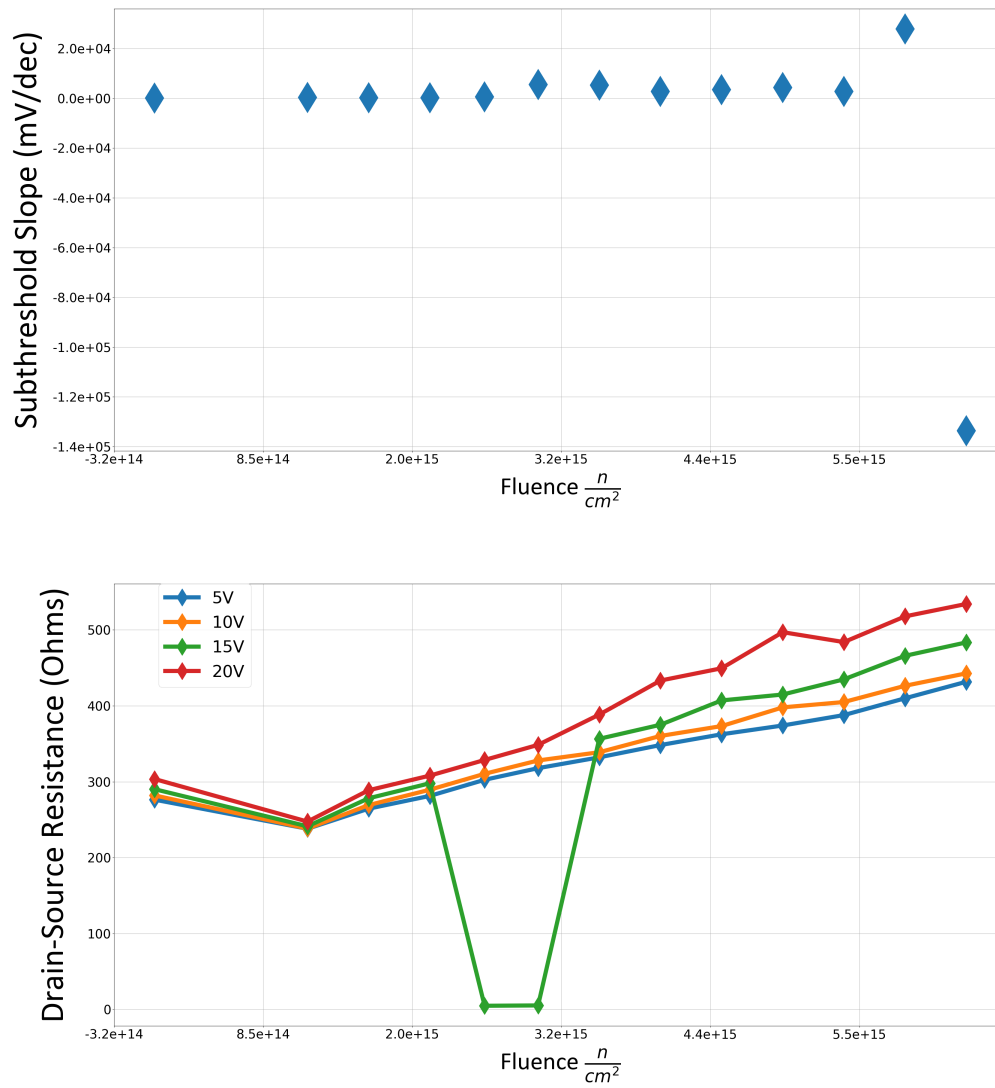 Subthreshold Slope (mV/dec)
2.0e+04
0.0e+00
-2.0e+04
-4.0e+04
-6.0e+04
-8.0e+04
-1.0e+05
-1.2e+05
-1.4e+05
-3.2e+14 8.5e+14 2.0e+15 3.2e+15 4.4e+15 5.5e+15
Fluence n/cm²
Drain-Source Resistance (Ohms)
5V
10V
15V
20V
500
400
300
200
100
0
-3.2e+14 8.5e+14 2.0e+15 3.2e+15 4.4e+15 5.5e+15
Fluence n/cm²